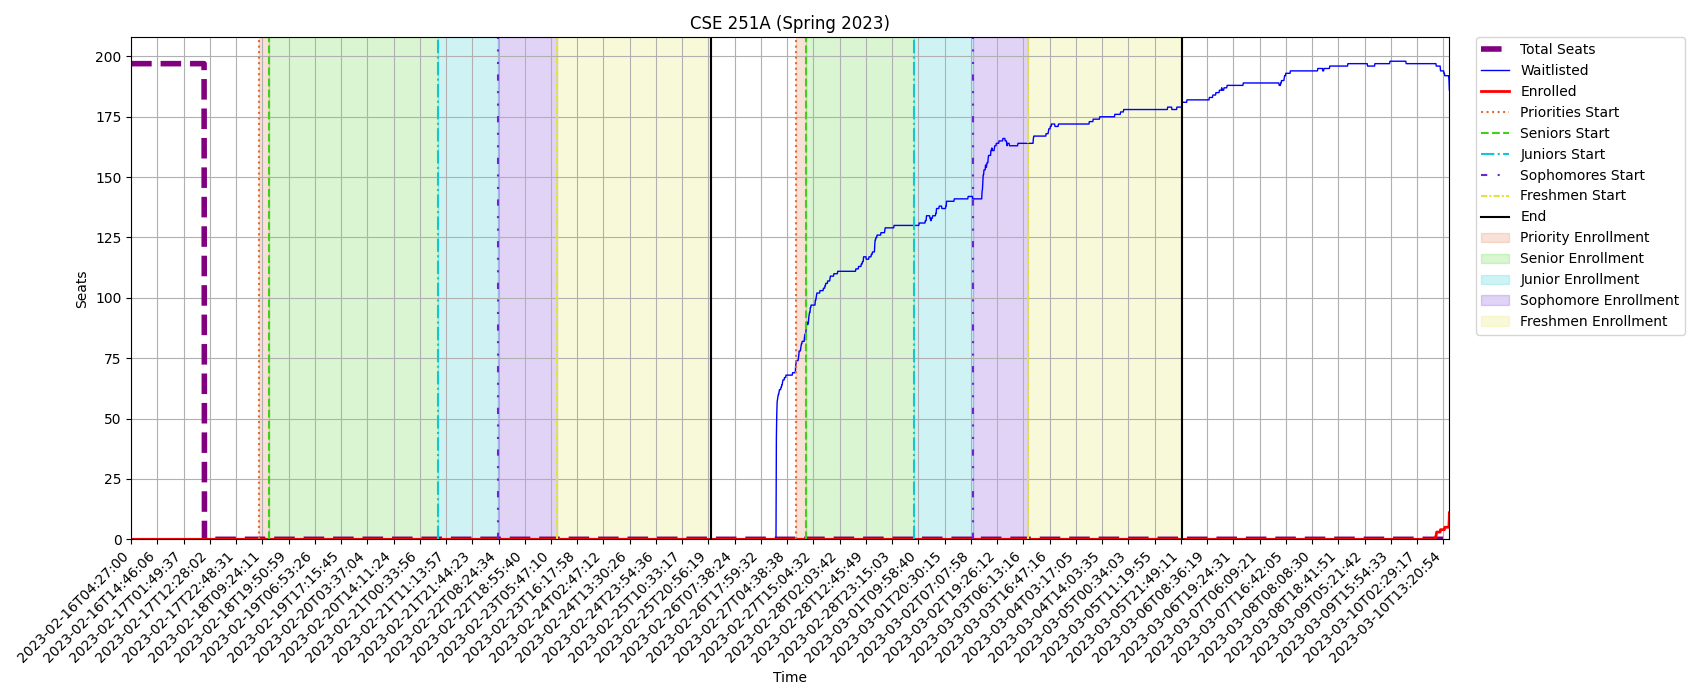 CSE 251A (Spring 2023)
Total Seats
Waitlisted
Enrolled
Priorities Start
Seniors Start
Juniors Start
Sophomores Start
Freshmen Start
End
Priority Enrollment
Senior Enrollment
Junior Enrollment
Sophomore Enrollment
Freshmen Enrollment
Seats
200
175
150
125
100
75
50
25
0
2023-02-16T04:27:00
2023-02-16T14:46:06
2023-02-17T01:49:37
2023-02-17T12:28:02
2023-02-17T22:48:31
2023-02-18T09:24:11
2023-02-18T19:50:59
2023-02-19T06:53:26
2023-02-19T17:15:45
2023-02-20T03:37:04
2023-02-20T14:11:24
2023-02-21T00:33:56
2023-02-21T11:13:57
2023-02-21T21:44:23
2023-02-22T08:24:34
2023-02-22T18:55:40
2023-02-23T05:47:10
2023-02-23T16:17:58
2023-02-24T02:47:12
2023-02-24T13:30:26
2023-02-24T23:54:36
2023-02-25T10:33:17
2023-02-25T20:56:19
2023-02-26T07:38:24
2023-02-26T17:59:32
2023-02-27T04:38:38
2023-02-27T15:04:32
2023-02-28T02:03:42
2023-02-28T12:45:49
2023-02-28T23:15:03
2023-03-01T09:58:40
2023-03-01T20:30:15
2023-03-02T07:07:58
2023-03-02T19:26:12
2023-03-03T06:13:16
2023-03-03T16:47:16
2023-03-04T03:17:05
2023-03-04T14:03:35
2023-03-05T00:34:03
2023-03-05T11:19:55
2023-03-05T21:49:11
2023-03-06T08:36:19
2023-03-06T19:24:31
2023-03-07T06:09:21
2023-03-07T16:42:05
2023-03-08T08:08:30
2023-03-08T18:41:51
2023-03-09T05:21:42
2023-03-09T15:54:33
2023-03-10T02:29:17
2023-03-10T13:20:54
Time